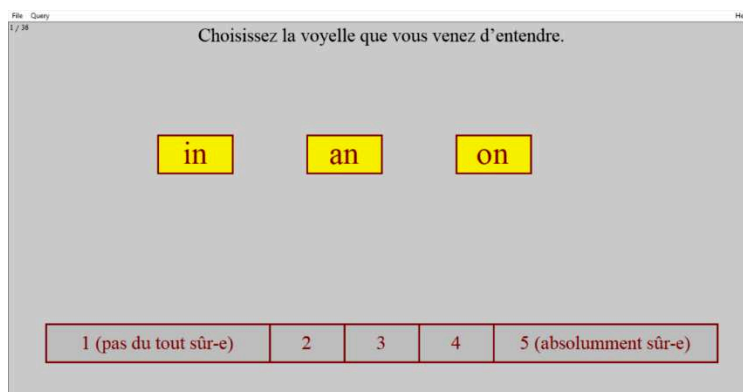 File Query He
1 / 36
Choisissez la voyelle que vous venez d’entendre.
in an on
1 (pas du tout sûr-e) 2 3 4 5 (absolumment sûr-e)